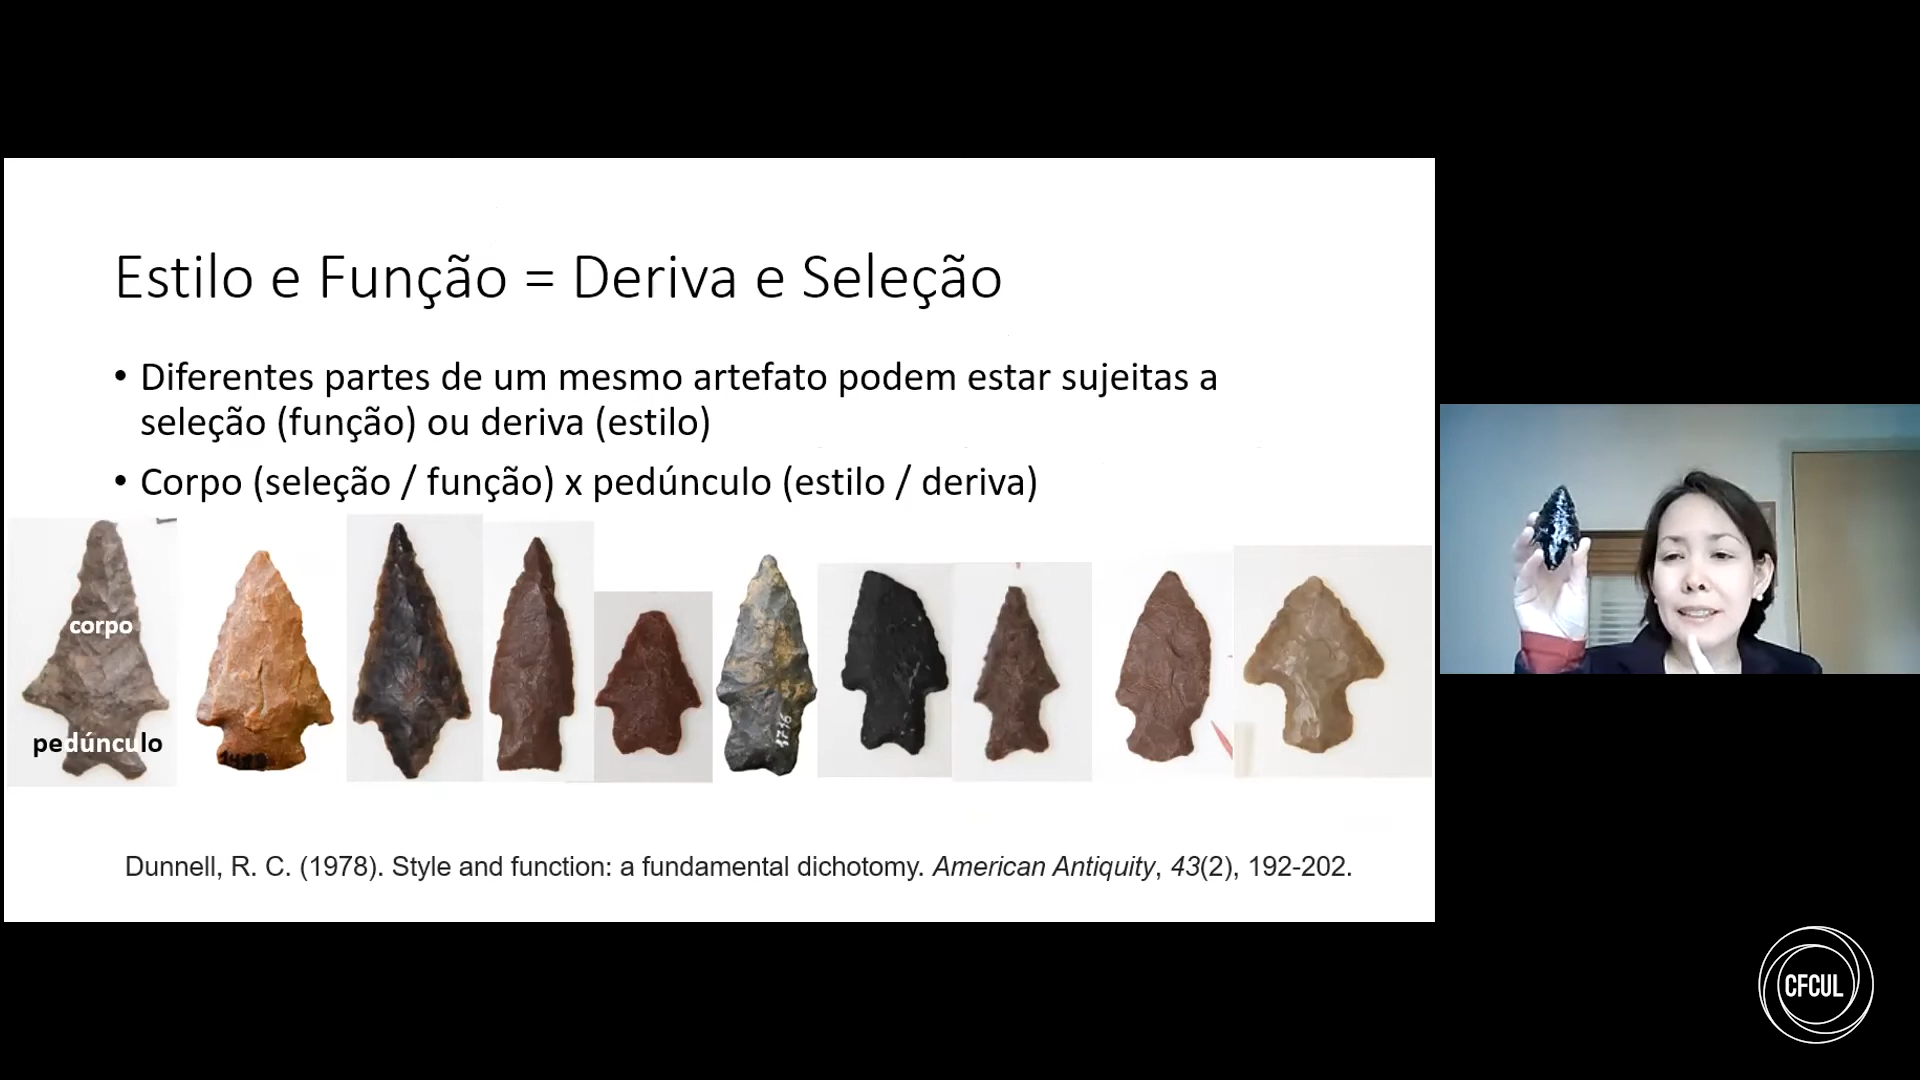 Estilo e Função = Deriva e Seleção
• Diferentes partes de um mesmo artefato podem estar sujeitas a
seleção (função) ou deriva (estilo)
• Corpo (seleção / função) x pedúnculo (estilo / deriva)
corpo
pedúnculo
Dunnell, R. C. (1978). Style and function: a fundamental dichotomy. American Antiquity, 43(2), 192-202.
CFCUL